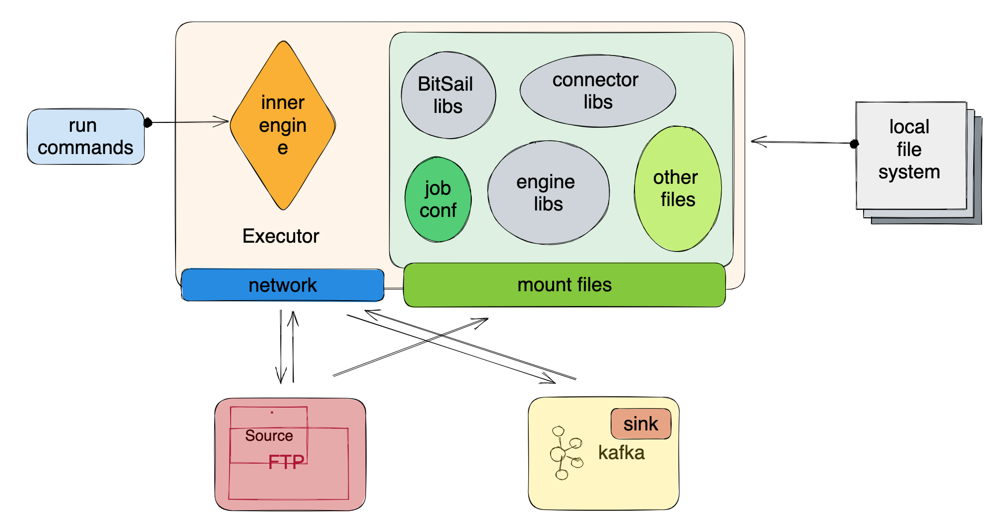 run
commands
inner
engin
e
Executor
BitSail
libs
connector
libs
job
conf
engine
libs
other
files
local
file
system
network
mount files
Source
FTP
sink
kafka